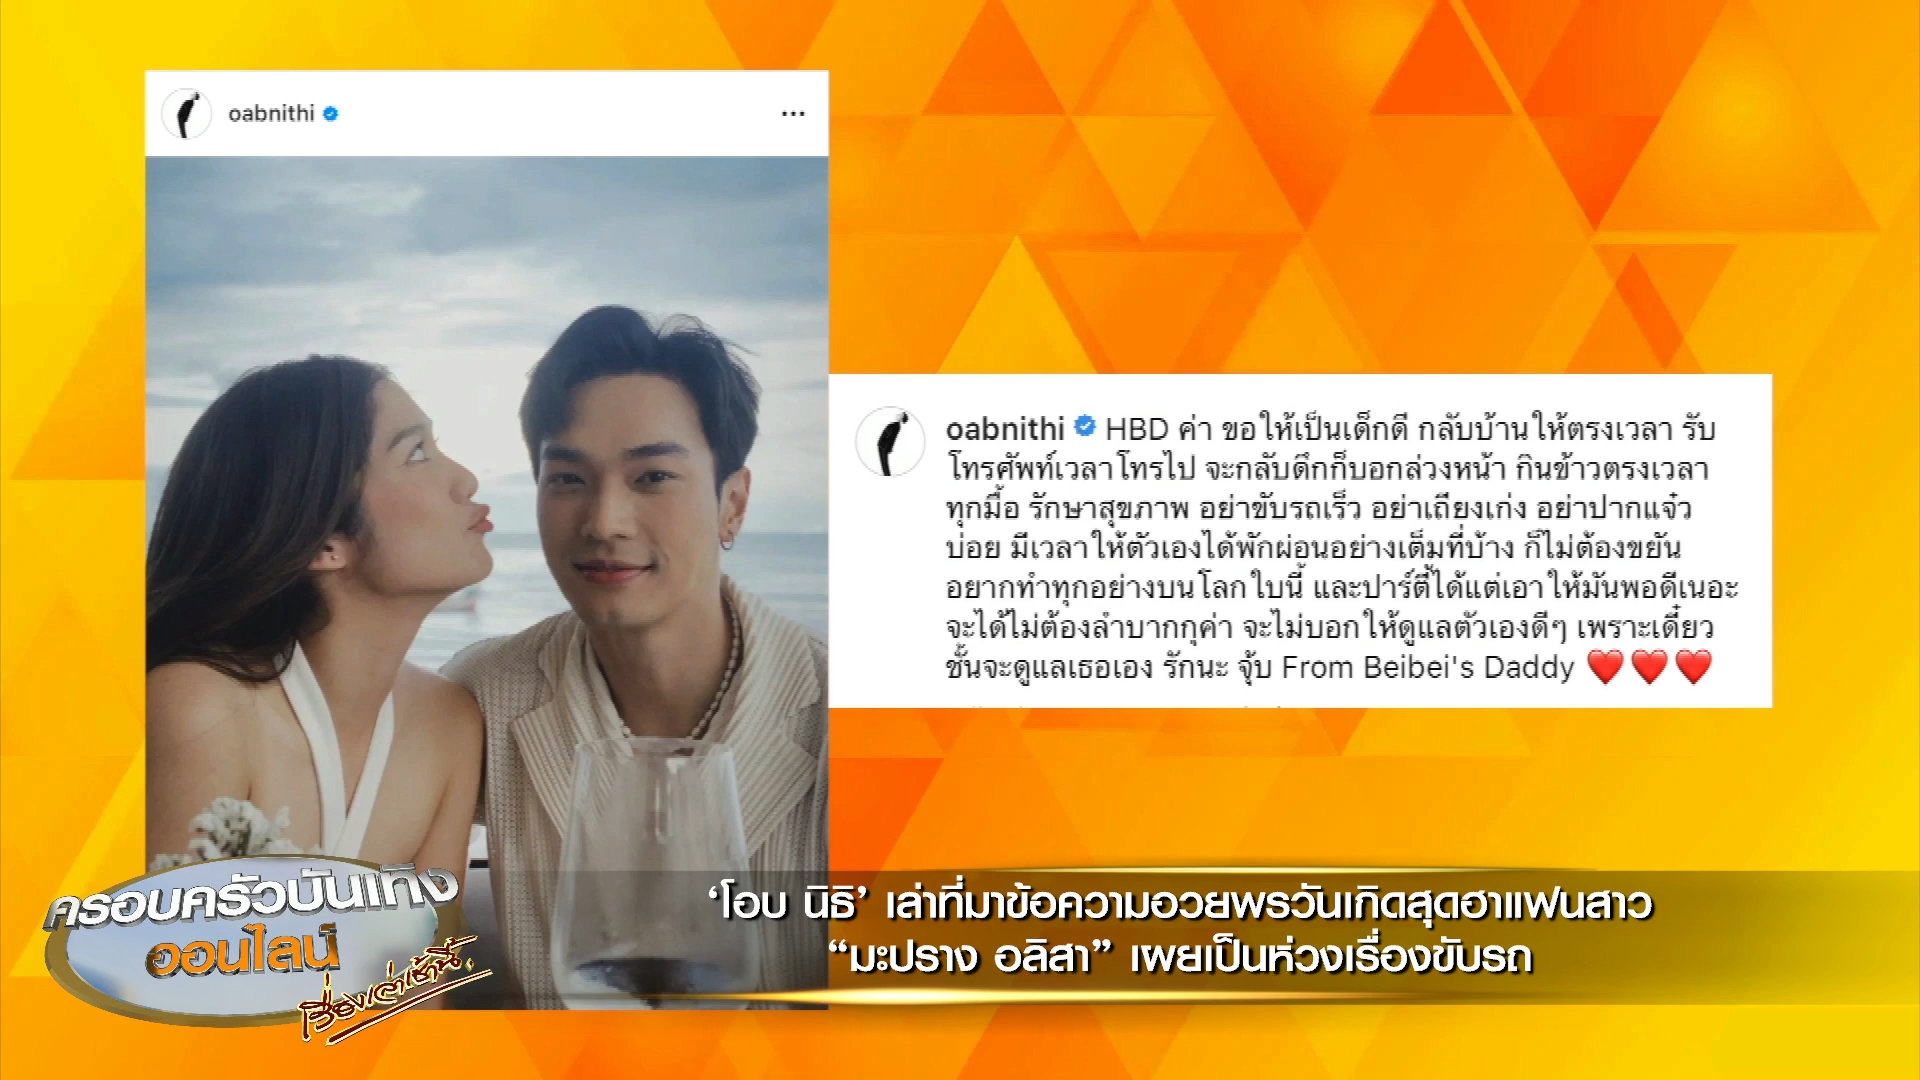 oabnithi
oabnithi HBD ค่า ขอให้เป็นเด็กดี กลับบ้านให้ตรงเวลา รับ
โทรศัพท์เวลาโทรไป จะกลับดึกก็บอกล่วงหน้า กินข้าวตรงเวลา
ทุกมื้อ รักษาสุขภาพ อย่าขับรถเร็ว อย่าเถียงเก่ง อย่าปากแจ๋ว
บ่อย มีเวลาให้ตัวเองได้พักผ่อนอย่างเต็มที่บ้าง ก็ไม่ต้องขยัน
อยากทำทุกอย่างบนโลกใบนี้ และปาร์ตี้ได้แต่เอาให้มันพอดีเนอะ
จะได้ไม่ต้องลำบากกุค่า จะไม่บอกให้ดูแลตัวเองดีๆ เพราะเดี๋ยว
ชั้นจะดูแลเธอเอง รักนะ จุ้บ From Beibei's Daddy ❤️❤️❤️
ครอบครัวบันเทิง
ออนไลน์
เรื่องเล่าเช้านี้
‘โอบ นิธิ’ เล่าที่มาข้อความอวยพรวันเกิดสุดฮาแฟนสาว
“มะปราง อลิสา” เผยเป็นห่วงเรื่องขับรถ